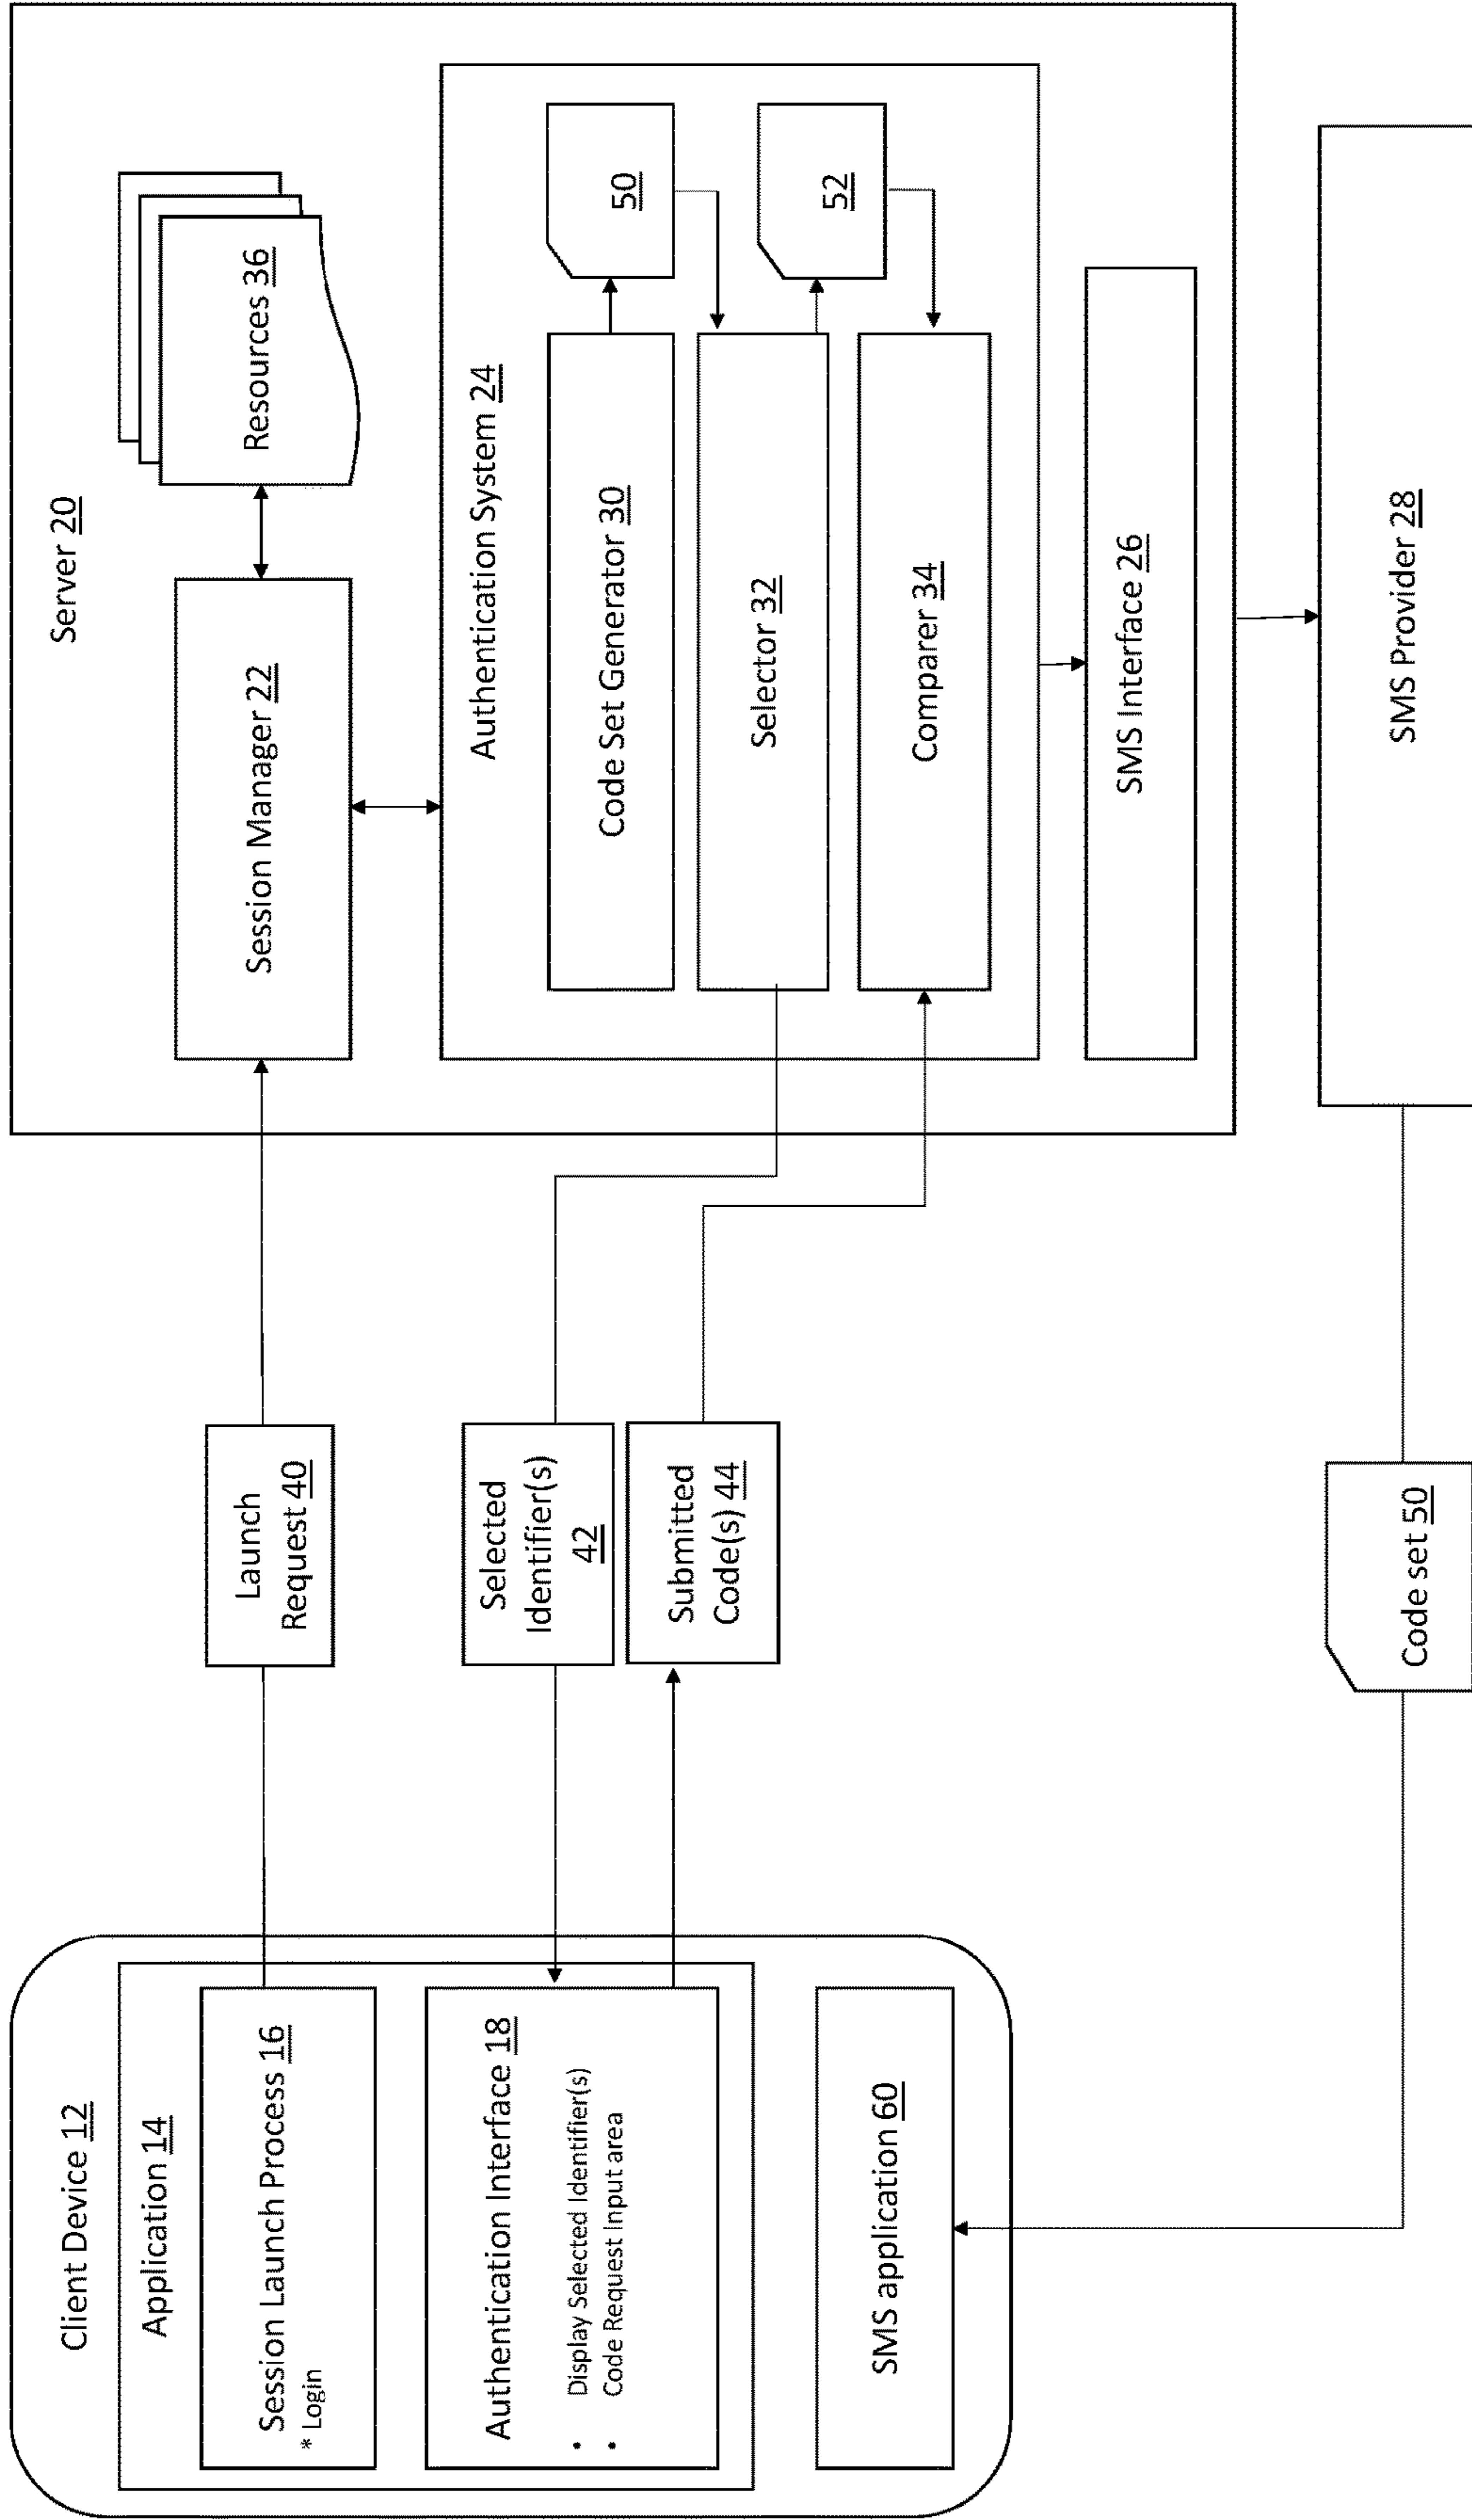 Client Device 12
Application 14
Session Launch Process 16
* Login
Authentication Interface 18
• Display Selected Identifier(s)
• Code Request Input area
SMS application 60
Launch
Request 40
Selected
Identifier(s)
42
Submitted
Code(s) 44
Code set 50
Server 20
Session Manager 22
Resources 36
Authentication System 24
Code Set Generator 30
50
Selector 32
52
Comparer 34
SMS Interface 26
SMS Provider 28